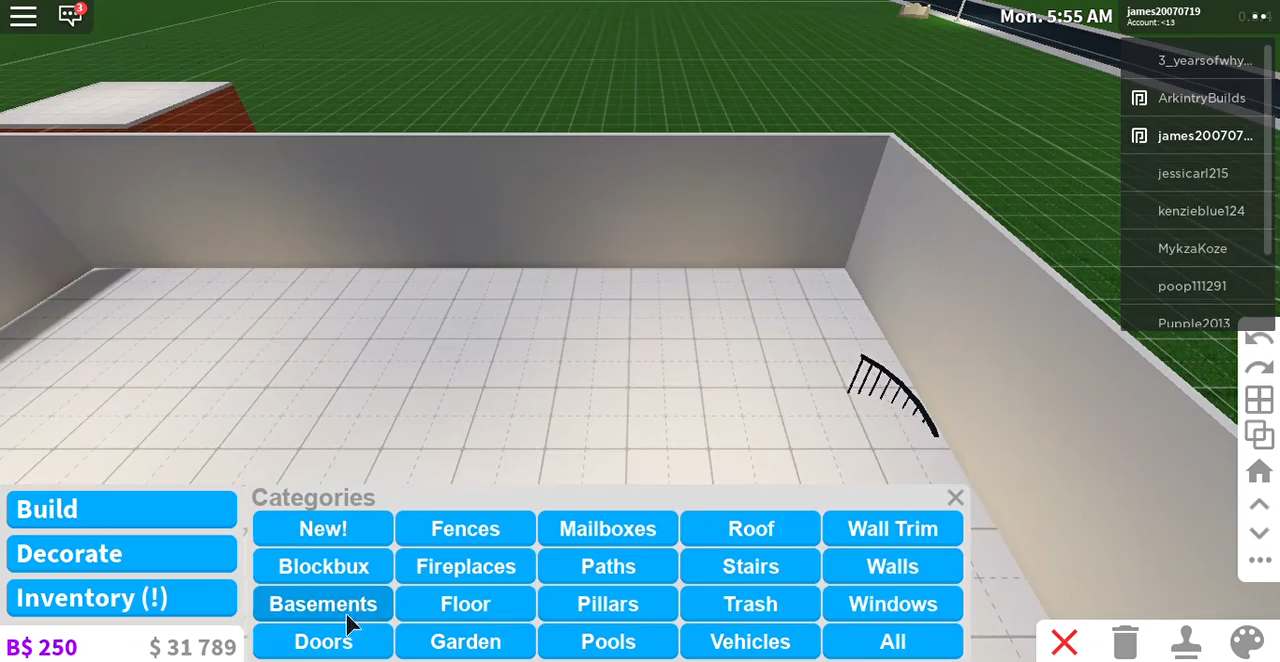 3
Mon. 5:55 AM
james20070719
Account: <13
3_yearsofwhy...
ArkintryBuilds
james200707...
jessicarl215
kenzieblue124
MykzaKoze
poop111291
Pupple2013
Build
Decorate
Inventory (!)
B$ 250
$ 31 789
Categories
New!
Fences
Mailboxes
Roof
Wall Trim
Blockbux
Fireplaces
Paths
Stairs
Walls
Basements
Floor
Pillars
Trash
Windows
Doors
Garden
Pools
Vehicles
All